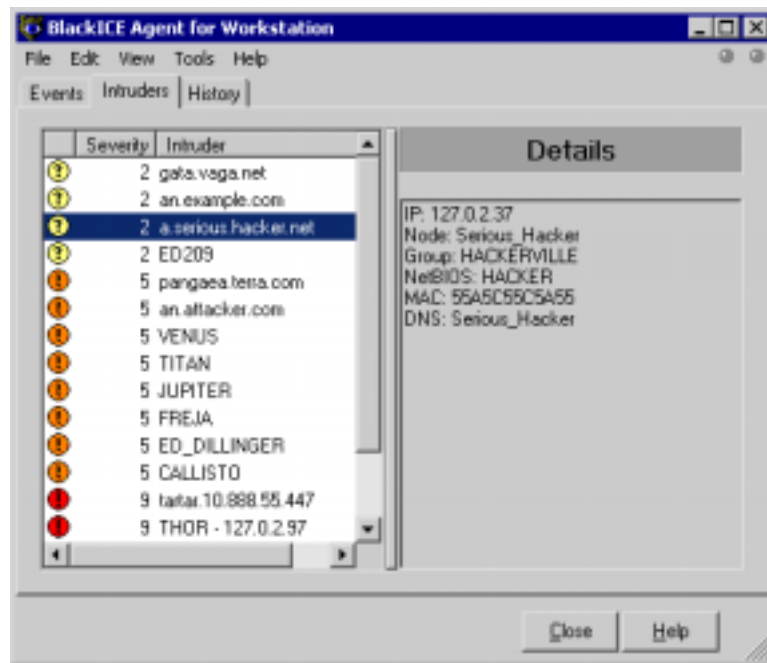 BlackICE Agent for Workstation
File Edit View Tools Help
Events Intruders History
Severity Intruder
2 gata.vaga.net
2 an.example.com
2 a.serious.hacker.net
2 ED209
5 pangaea.terra.com
5 an.attacker.com
5 VENUS
5 TITAN
5 JUPITER
5 FREJA
5 ED_DILLINGER
5 CALLISTO
9 tartar.10.888.55.447
9 THOR - 127.0.2.97
Details
IP: 127.0.2.37
Node: Serious_Hacker
Group: HACKERVILLE
NetBIOS: HACKER
MAC: 55A5C55C5A55
DNS: Serious_Hacker
Close Help